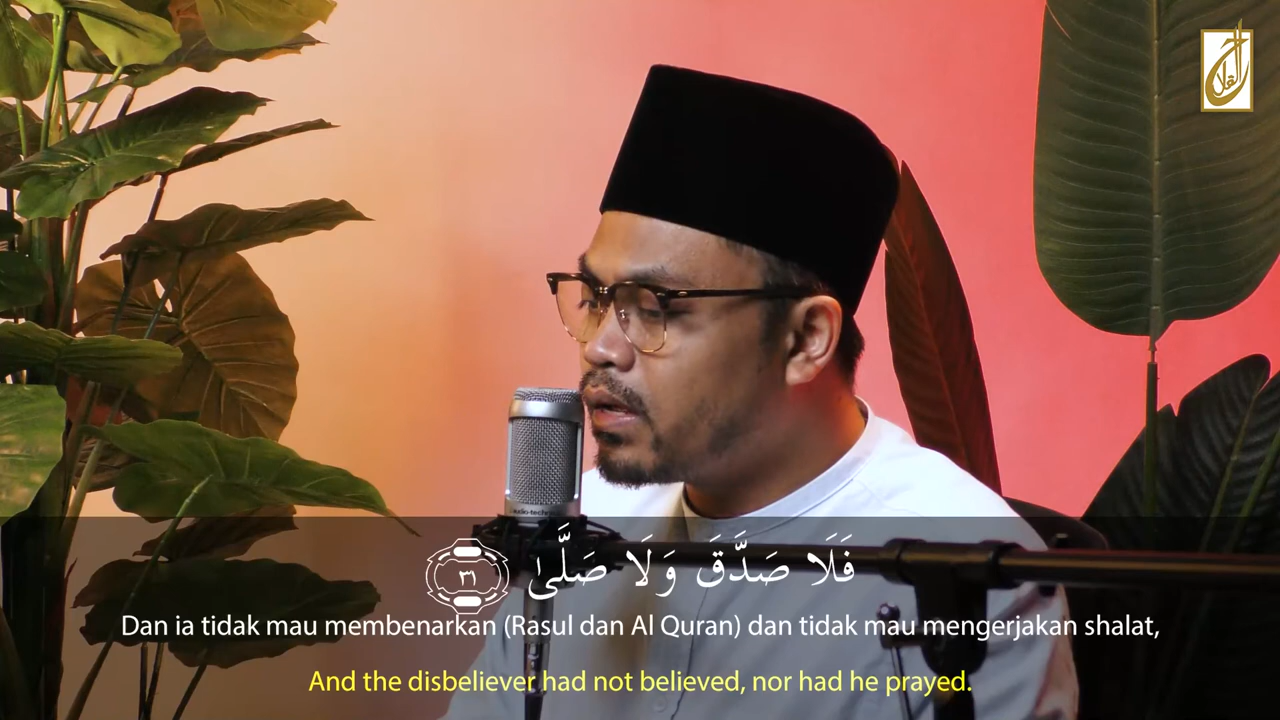 فَلَا صَدَّقَ وَلَا صَلَّىٰ ٣١
Dan ia tidak mau membenarkan (Rasul dan Al Quran) dan tidak mau mengerjakan shalat,
And the disbeliever had not believed, nor had he prayed.